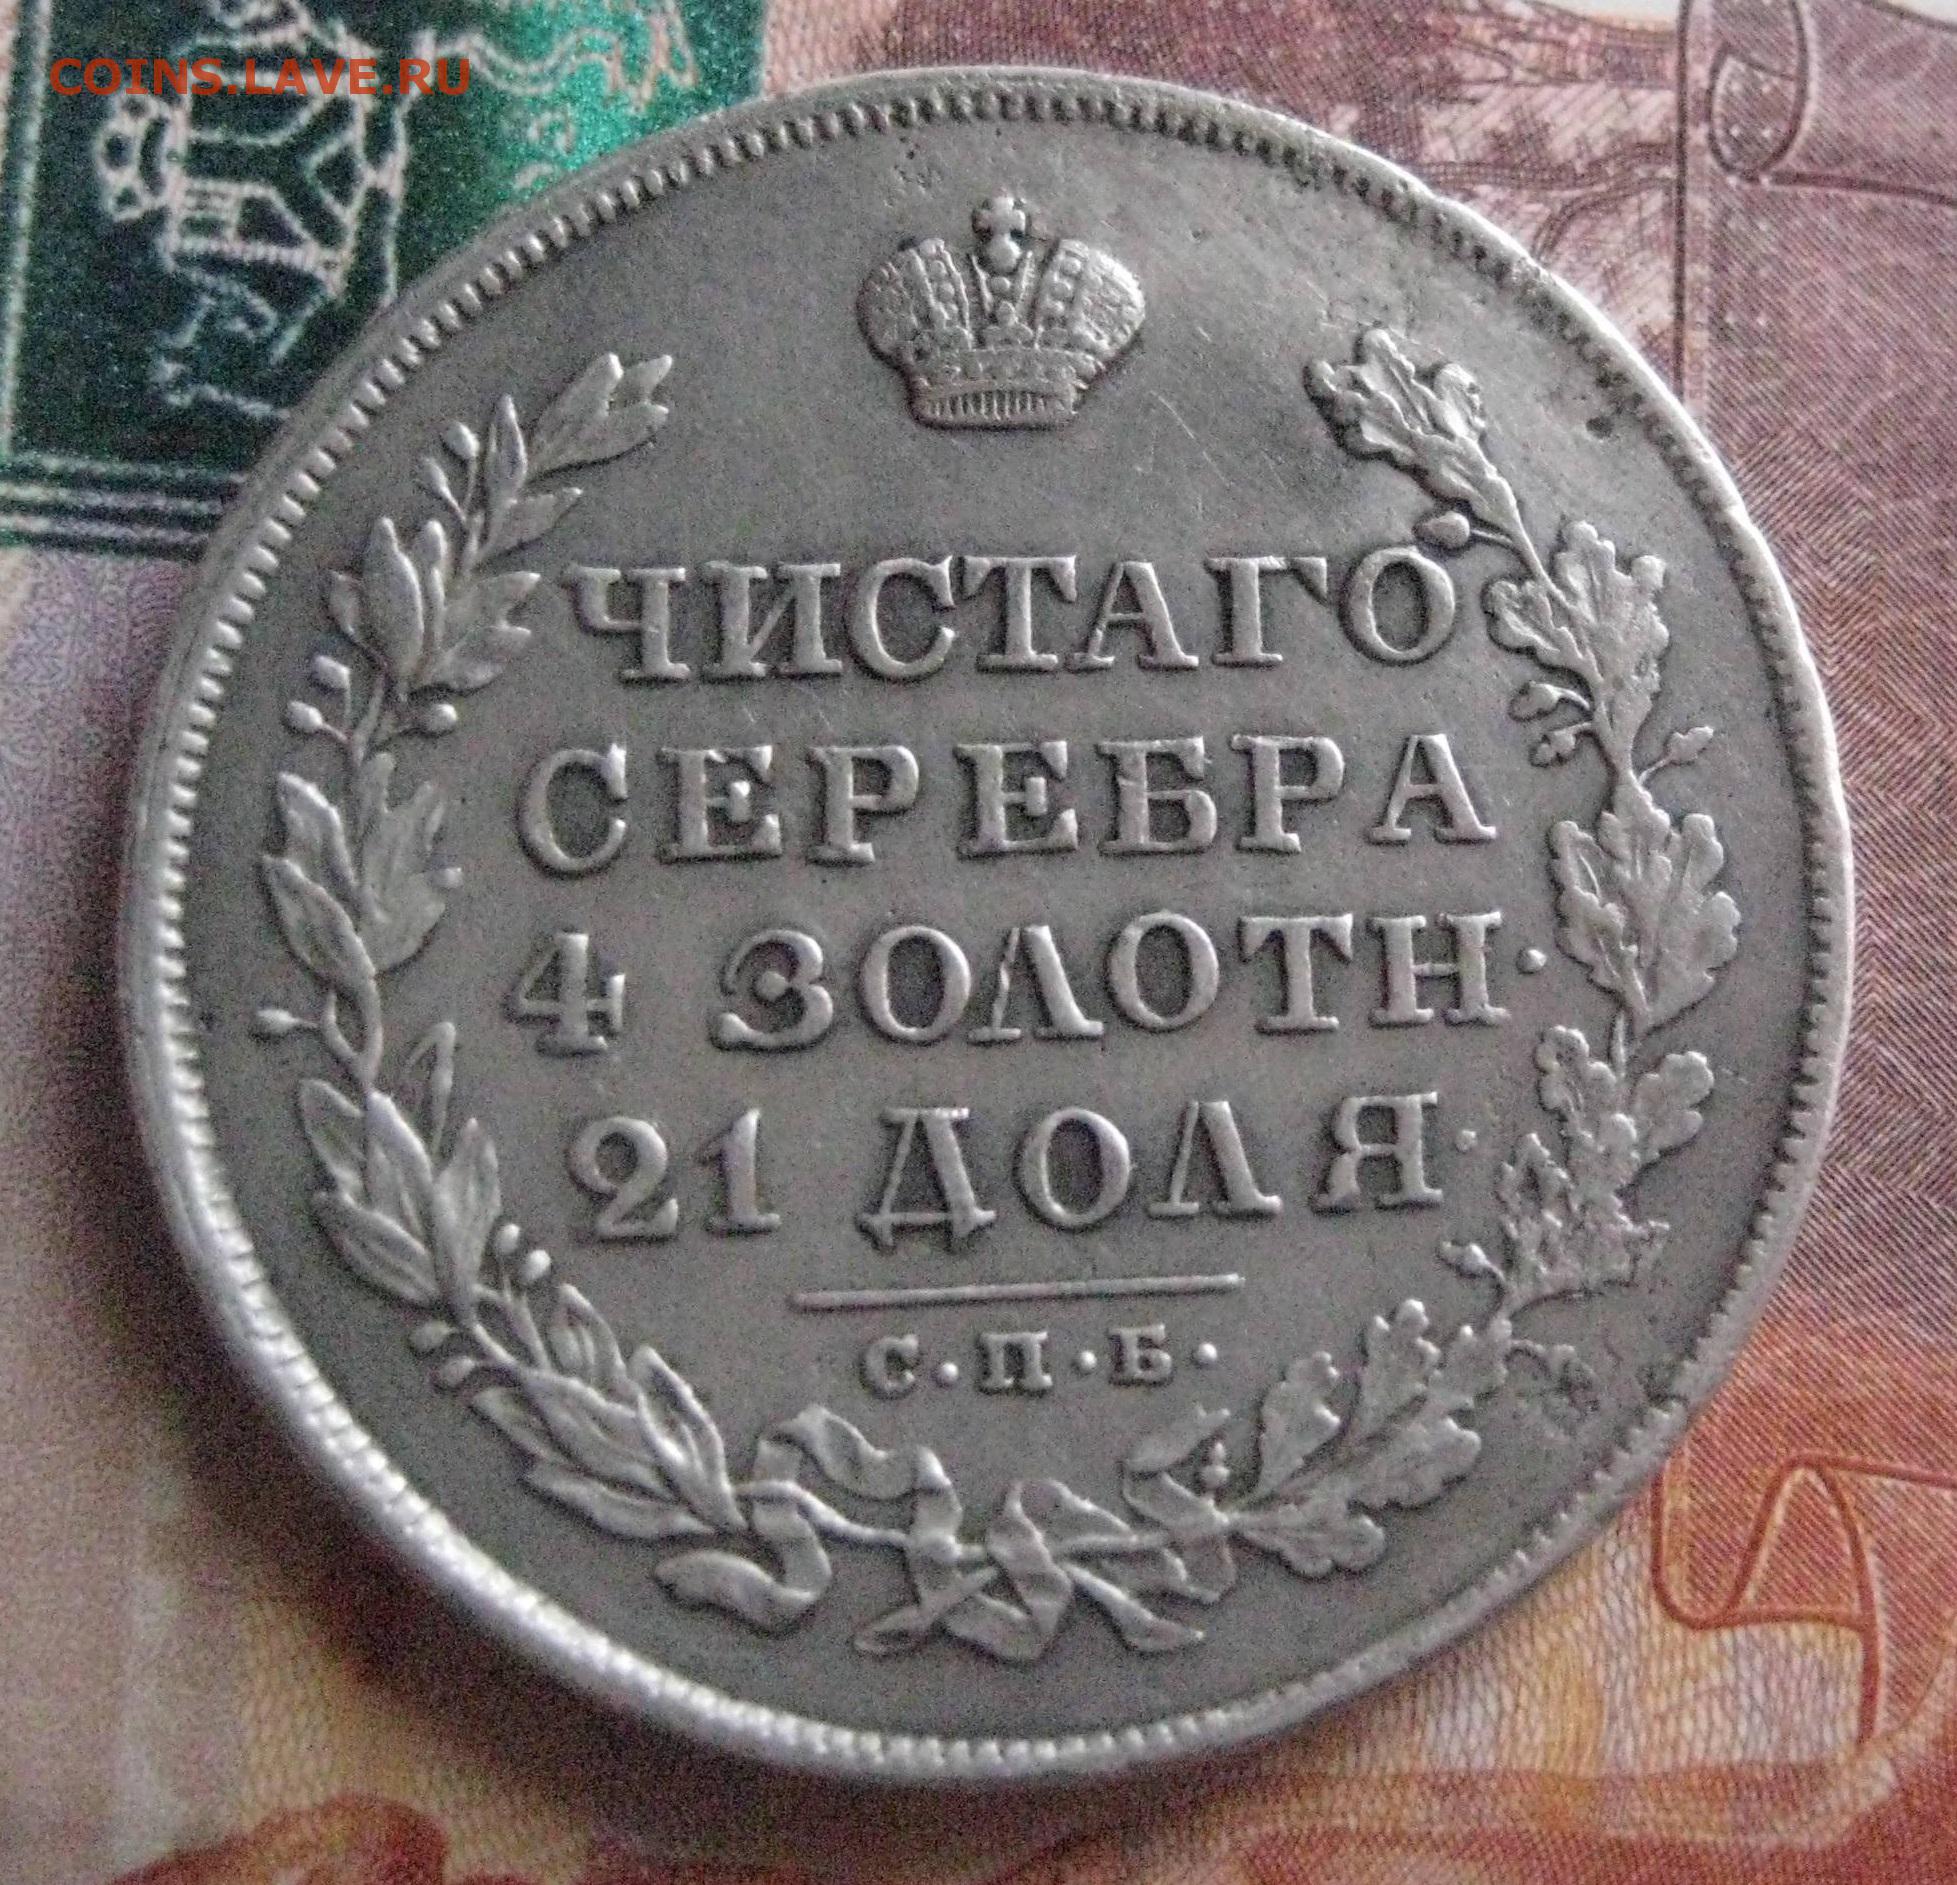 COINS.LAVE.RU
ЧИСТАГО
СЕРЕБРА
4 ЗОЛОТН·
21 ДОЛЯ·
С·П·Б·